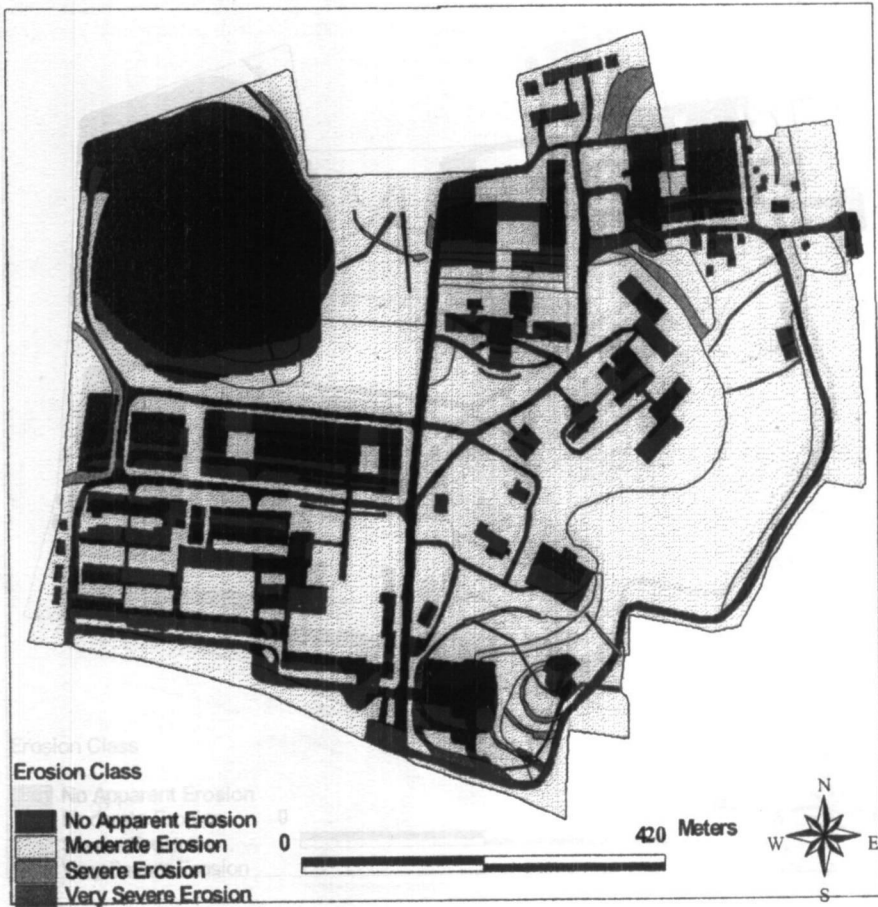 Erosion Class
No Apparent Erosion
Moderate Erosion
Severe Erosion
Very Severe Erosion
0 420 Meters
N
W E
S